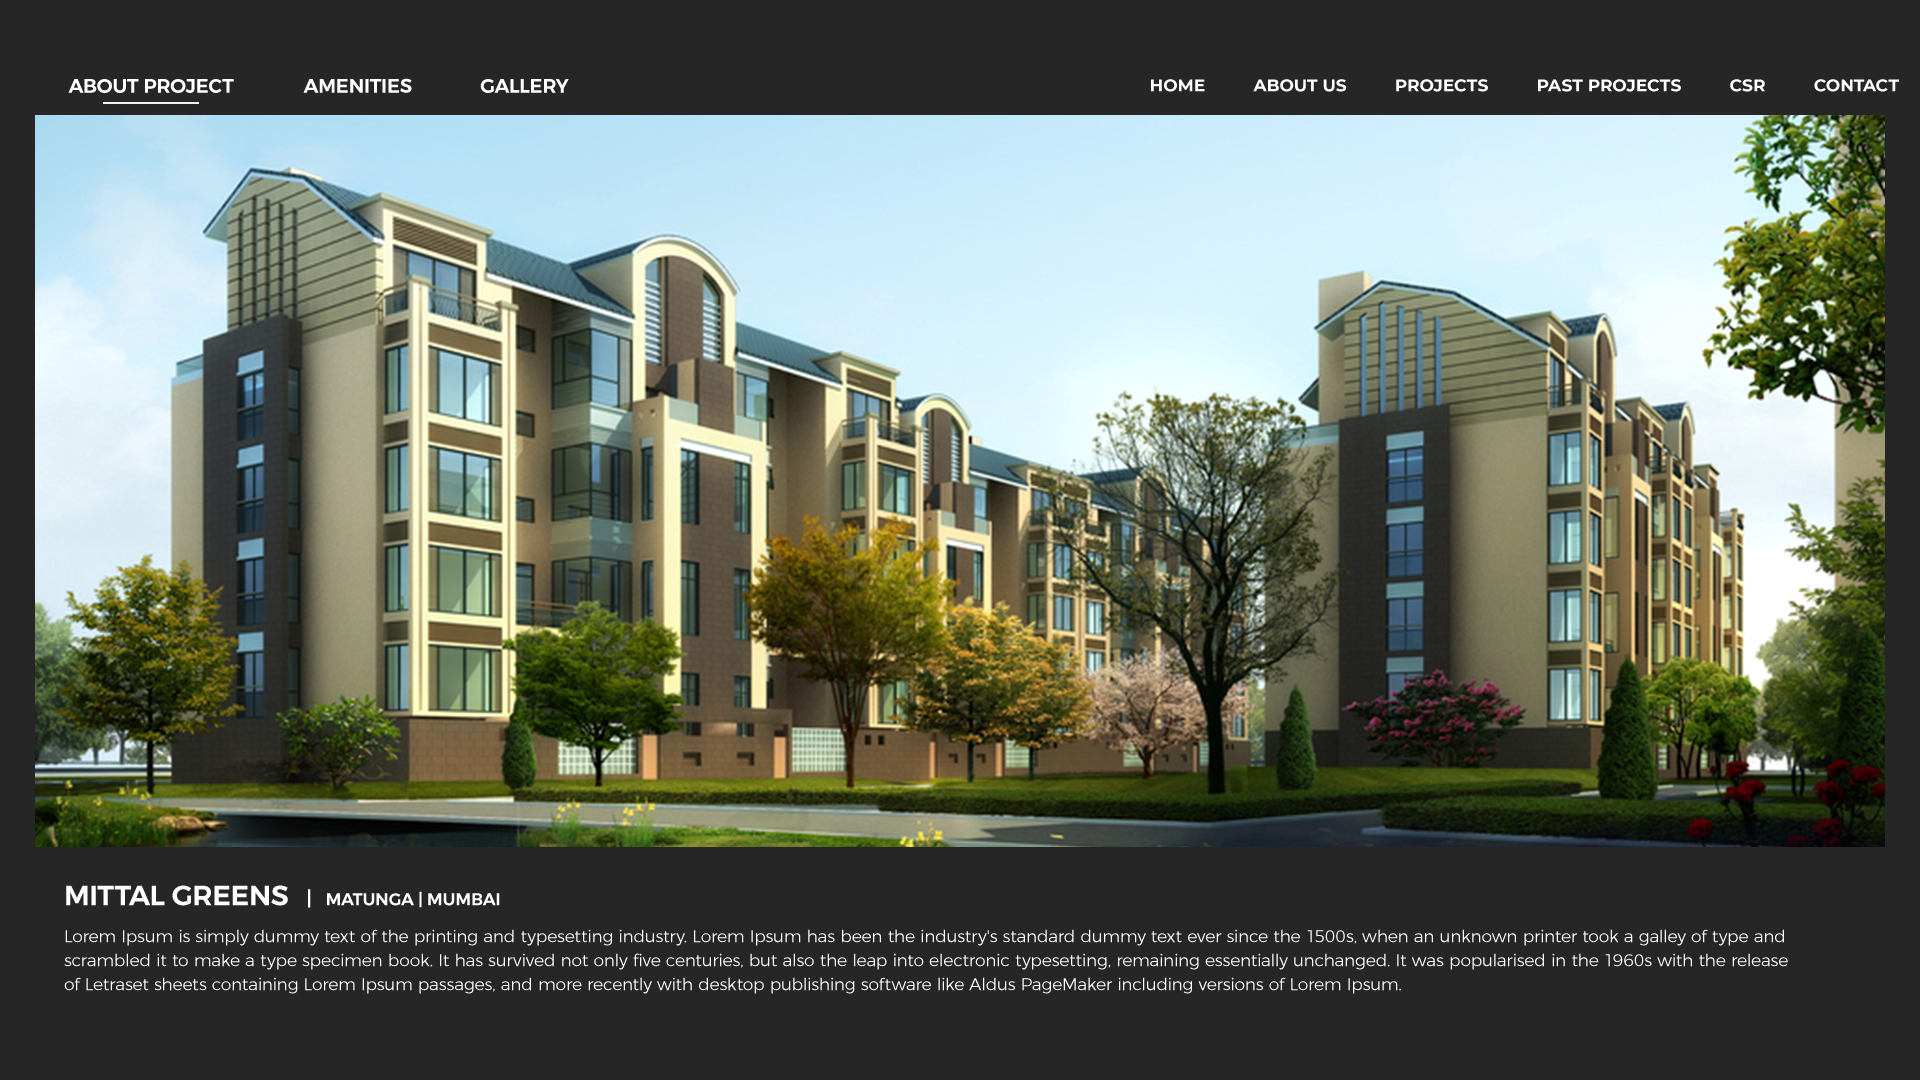 ABOUT PROJECT AMENITIES GALLERY HOME ABOUT US PROJECTS PAST PROJECTS CSR CONTACT
MITTAL GREENS | MATUNGA | MUMBAI
Lorem Ipsum is simply dummy text of the printing and typesetting industry. Lorem Ipsum has been the industry's standard dummy text ever since the 1500s, when an unknown printer took a galley of type and
scrambled it to make a type specimen book. It has survived not only five centuries, but also the leap into electronic typesetting, remaining essentially unchanged. It was popularised in the 1960s with the release
of Letraset sheets containing Lorem Ipsum passages, and more recently with desktop publishing software like Aldus PageMaker including versions of Lorem Ipsum.